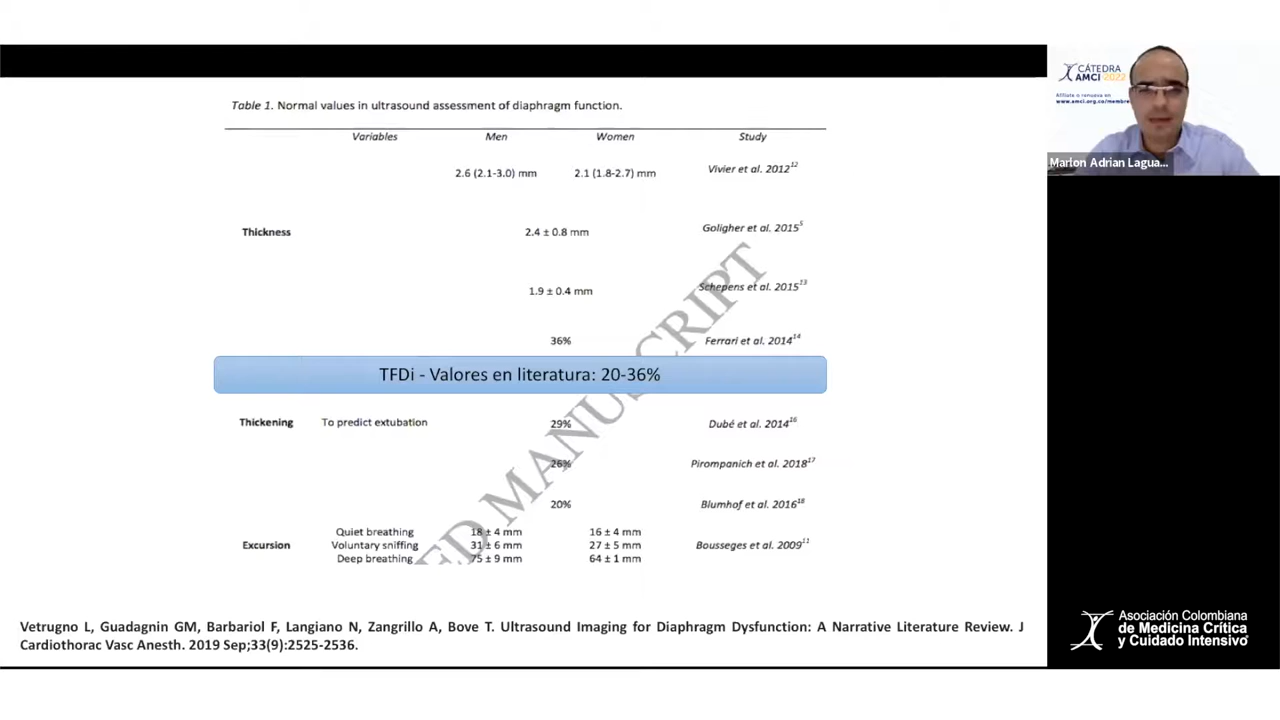 Table 1. Normal values in ultrasound assessment of diaphragm function.
Variables Men Women Study
2.6 (2.1-3.0) mm 2.1 (1.8-2.7) mm Vivier et al. 2012¹²
Thickness 2.4 ± 0.8 mm Goligher et al. 2015⁵
1.9 ± 0.4 mm Schepens et al. 2015¹³
36% Ferrari et al. 2014¹⁴
TFDi - Valores en literatura: 20-36%
Thickening To predict extubation 29% Dubé et al. 2014¹⁶
26% Pirompanich et al. 2018¹⁷
20% Blumhof et al. 2016¹⁸
Quiet breathing 18 ± 4 mm 16 ± 4 mm
Excursion Voluntary sniffing 31 ± 6 mm 27 ± 5 mm Bousseges et al. 2009¹¹
Deep breathing 75 ± 9 mm 64 ± 1 mm
ED MANUSCRIPT
Vetrugno L, Guadagnin GM, Barbariol F, Langiano N, Zangrillo A, Bove T. Ultrasound Imaging for Diaphragm Dysfunction: A Narrative Literature Review. J
Cardiothorac Vasc Anesth. 2019 Sep;33(9):2525-2536.
CÁTEDRA
AMCI 2022
Afíliate o renueva en
www.amci.org.co/membre
Marlon Adrian Lagua...
Asociación Colombiana
de Medicina Crítica
y Cuidado Intensivo